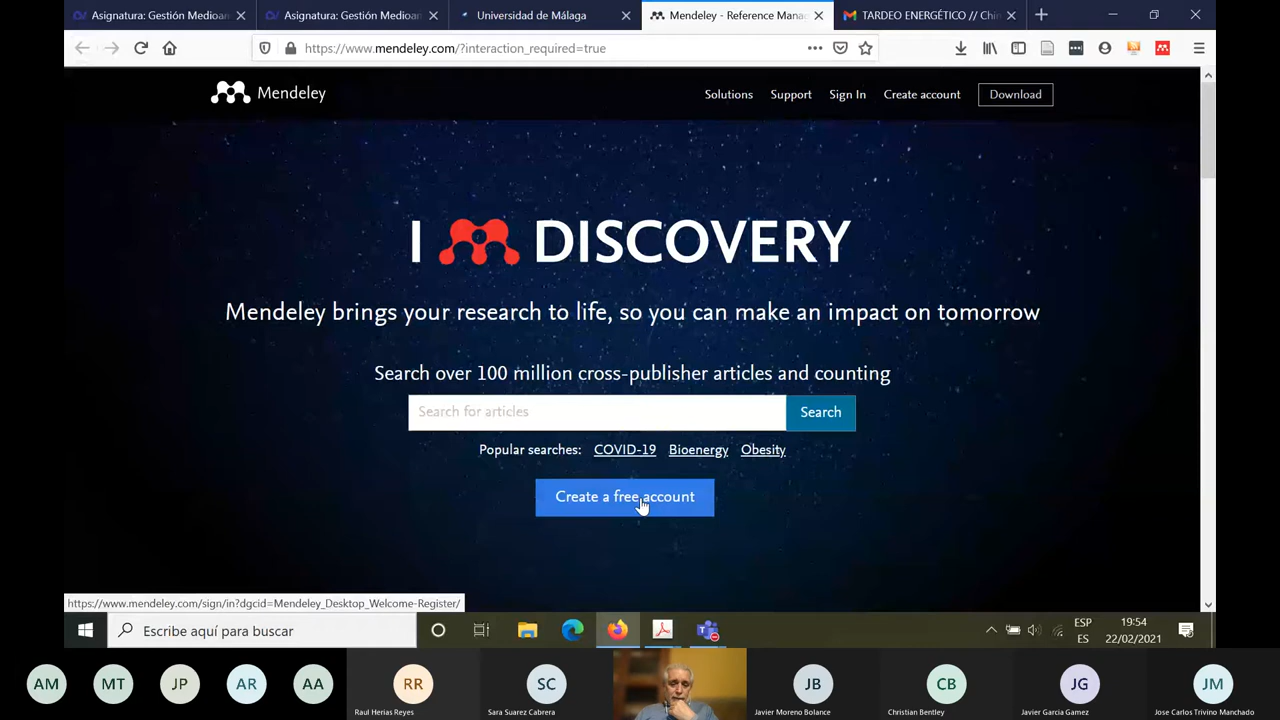 Asignatura: Gestión Medioam
Asignatura: Gestión Medioam
Universidad de Málaga
Mendeley - Reference Mana
TARDEO ENERGÉTICO // Chi
https://www.mendeley.com/?interaction_required=true
Mendeley
Solutions
Support
Sign In
Create account
Download
I DISCOVERY
Mendeley brings your research to life, so you can make an impact on tomorrow
Search over 100 million cross-publisher articles and counting
Search for articles
Search
Popular searches: COVID-19 Bioenergy Obesity
Create a free account
https://www.mendeley.com/sign/in?dgcid=Mendeley_Desktop_Welcome-Register/
Escribe aquí para buscar
ESP
ES
19:54
22/02/2021
AM
MT
JP
AR
AA
RR
SC
JB
CB
JG
JM
Raul Herias Reyes
Sara Suarez Cabrera
Javier Moreno Bolance
Christian Bentley
Javier Garcia Gamez
Jose Carlos Trivino Manchado